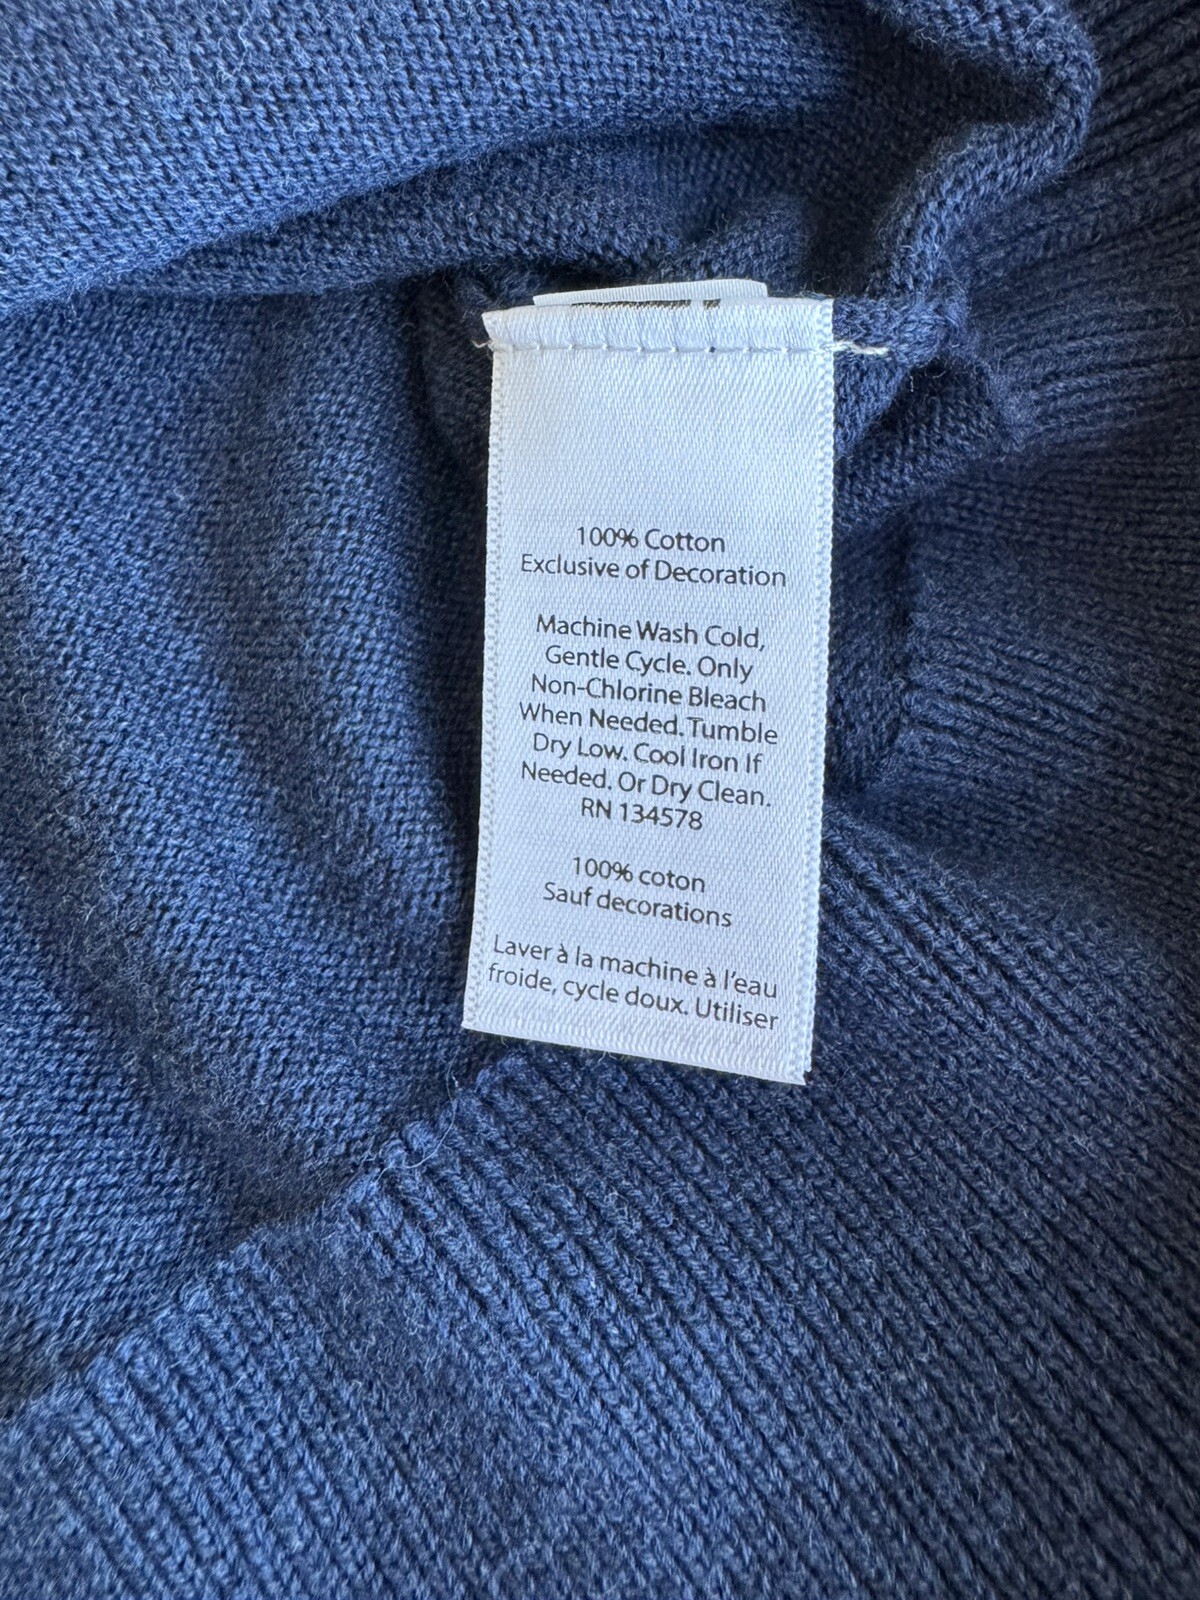 100% Cotton
Exclusive of Decoration
Machine Wash Cold,
Gentle Cycle. Only
Non-Chlorine Bleach
When Needed. Tumble
Dry Low. Cool Iron If
Needed. Or Dry Clean.
RN 134578
100% coton
Sauf decorations
Laver à la machine à l'eau
froide, cycle doux. Utiliser